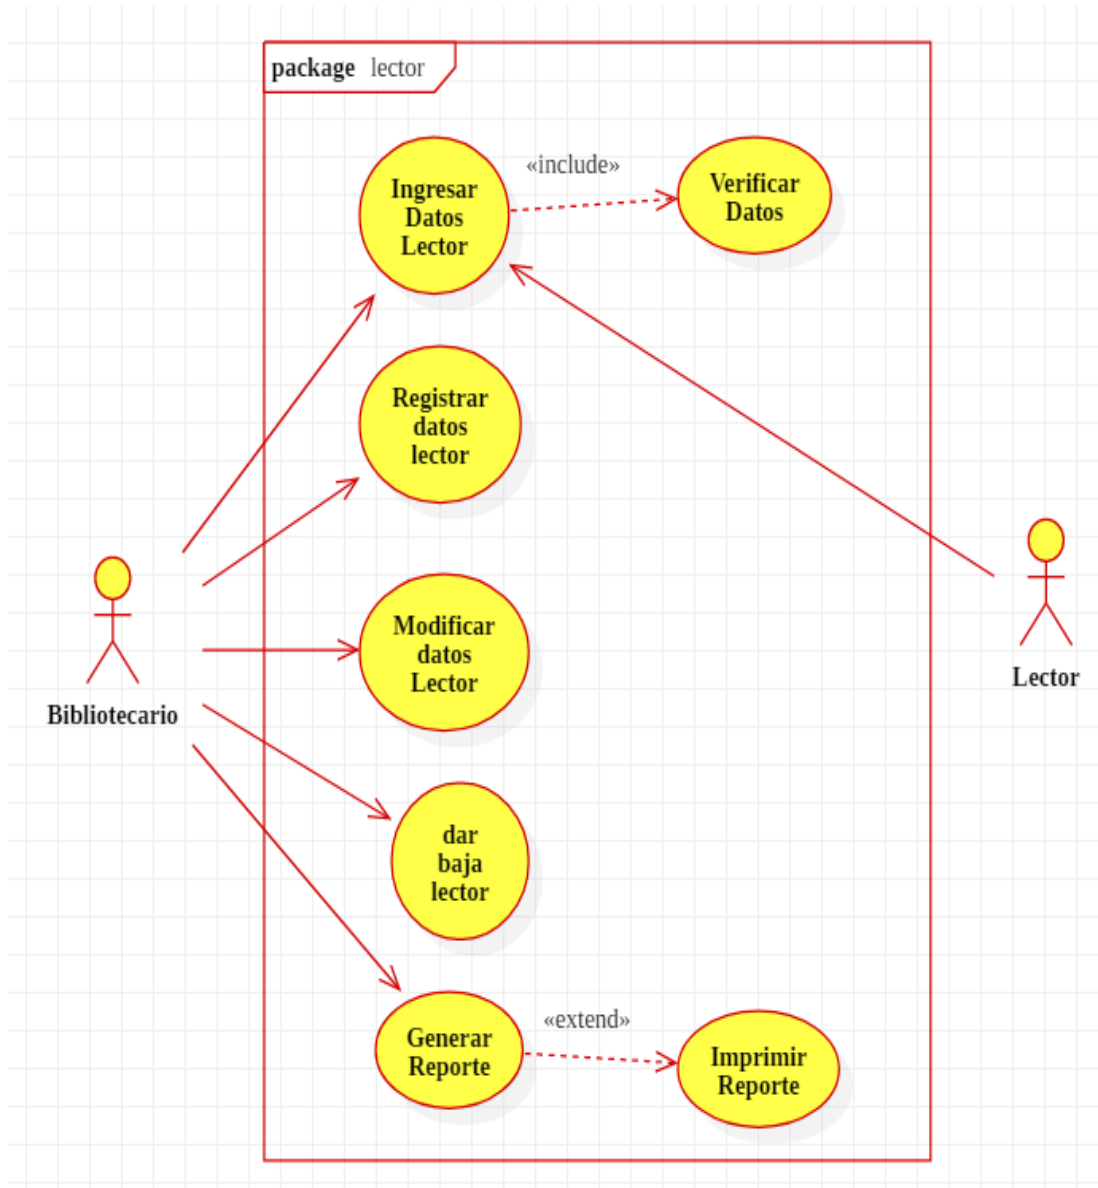 package lector
Ingresar
Datos
Lector
«include»
Verificar
Datos
Registrar
datos
lector
Modificar
datos
Lector
Bibliotecario
Lector
dar
baja
lector
Generar
Reporte
«extend»
Imprimir
Reporte